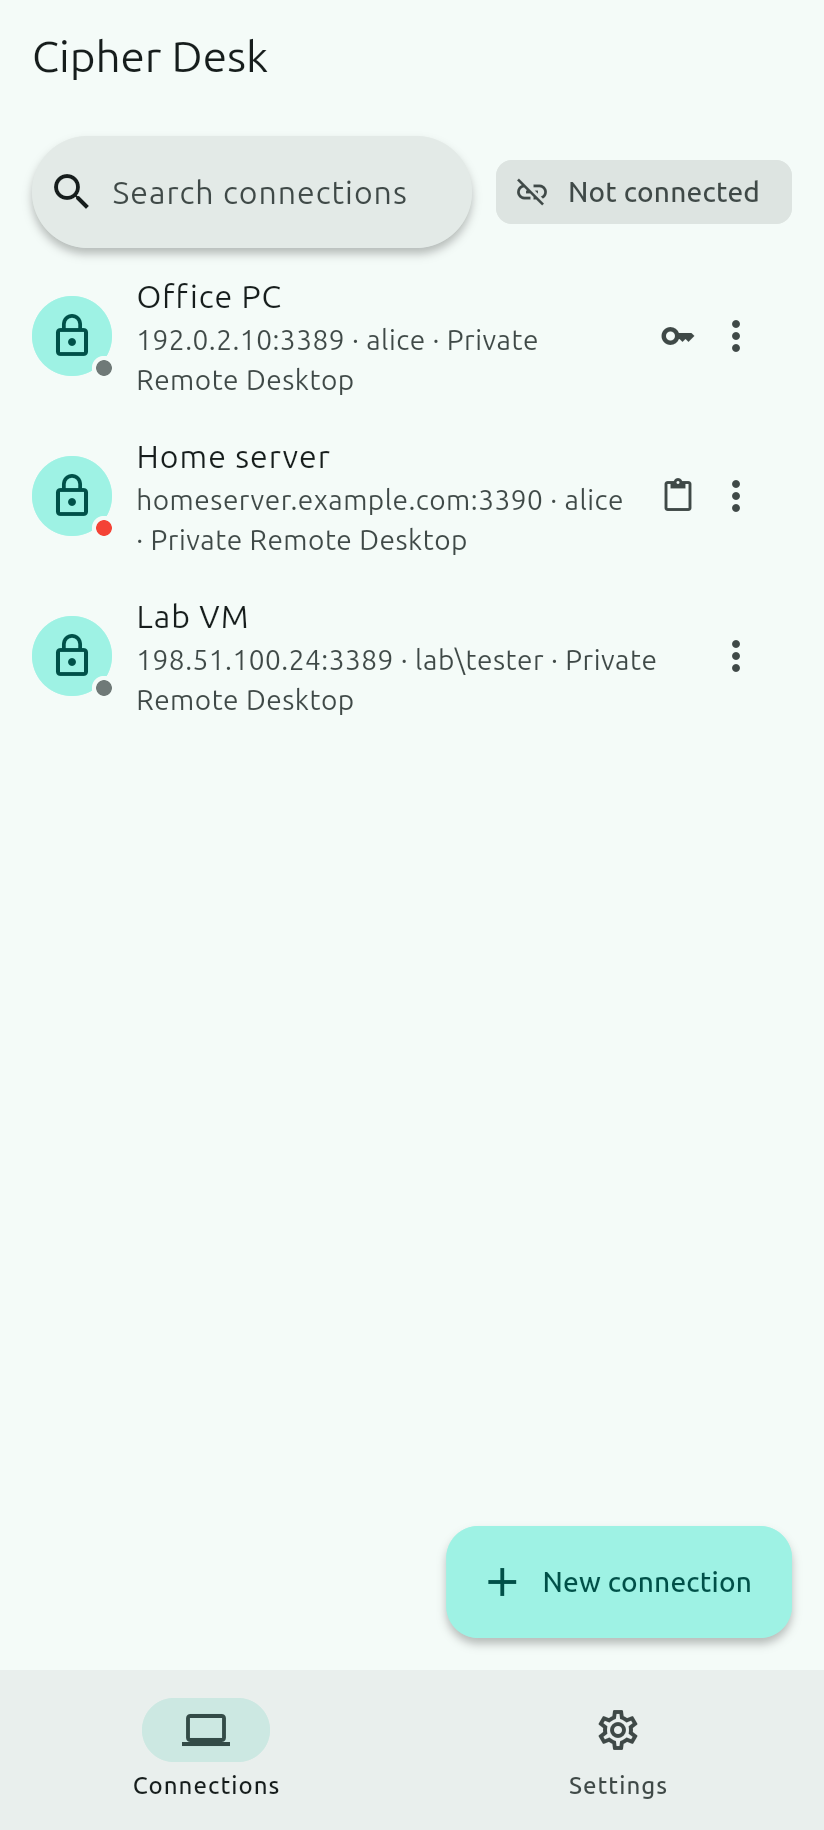 Cipher Desk
Search connections
Not connected
Office PC
192.0.2.10:3389 · alice · Private
Remote Desktop
Home server
homeserver.example.com:3390 · alice
· Private Remote Desktop
Lab VM
198.51.100.24:3389 · lab\tester · Private
Remote Desktop
New connection
Connections
Settings